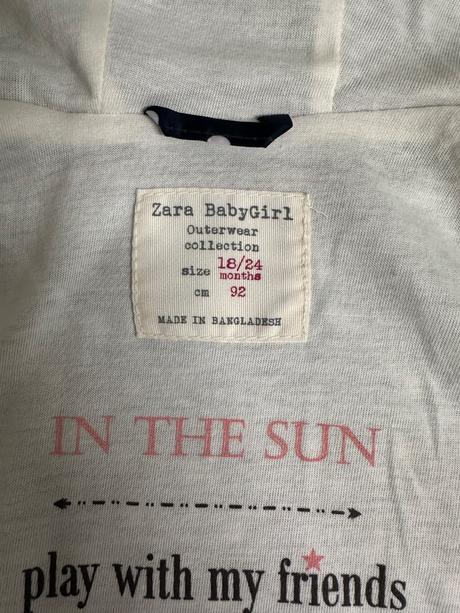 Zara BabyGirl
Outerwear
collection
size 18/24 months
cm 92
MADE IN BANGLADESH
IN THE SUN
play with my friends